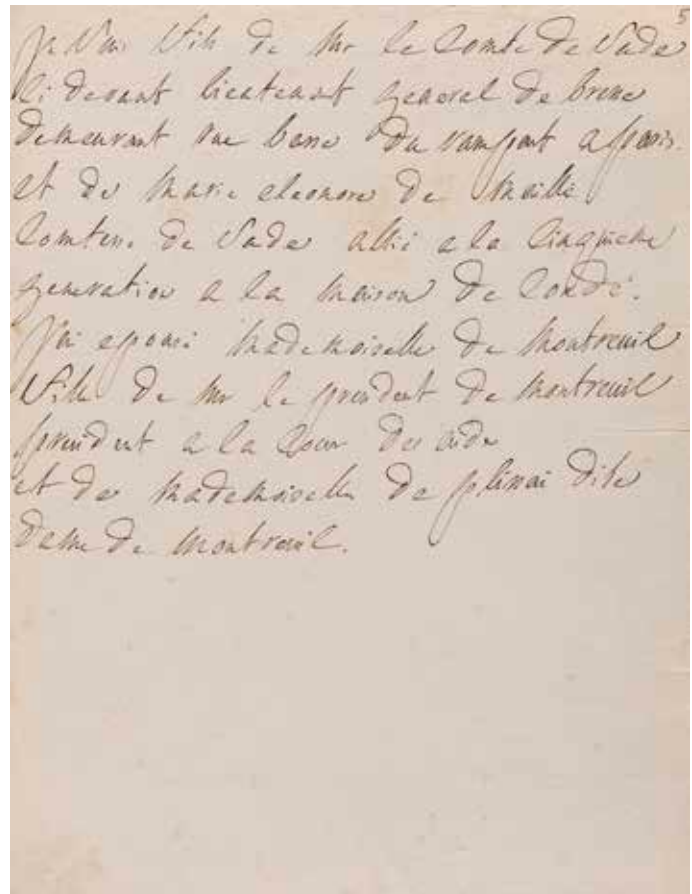 5
je suis fils de Mr le Comte de Sade
Ci devant lieutenant general de bresse
demeurant rue basse du rampart a paris.
et de Marie eleonore de Maillé
Comtesse de Sade allié a la Cinquieme
generation a la Maison de Condé.
j'ai epousé Mademoiselle de Montreuil
fille de Mr le president de Montreuil
president a la Cour des aides
et de Mademoiselle de plissai dite
dame de Montreuil.